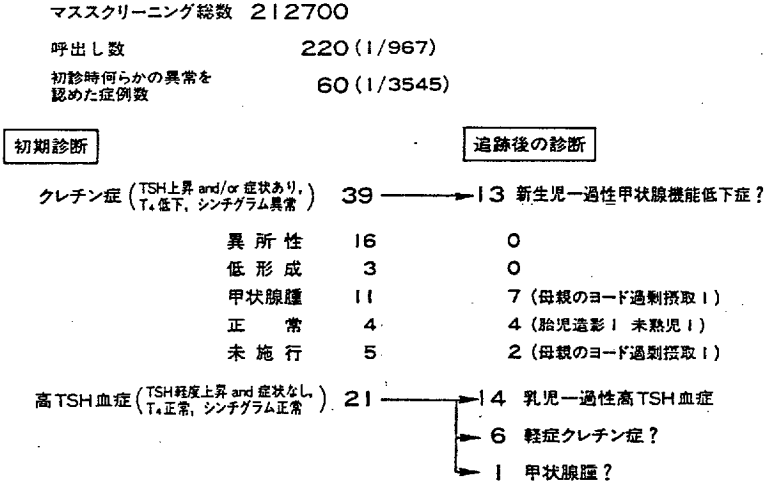 マススクリーニング総数 212700
呼出し数 220(1/967)
初診時何らかの異常を
認めた症例数 60(1/3545)
初期診断 追跡後の診断
クレチン症(TSH上昇 and/or 症状あり, T₄低下, シンチグラム異常) 39 13 新生児一過性甲状腺機能低下症?
異所性 16 0
低形成 3 0
甲状腺腫 11 7 (母親のヨード過剰摂取1)
正常 4 4 (胎児造影1 未熟児1)
未施行 5 2 (母親のヨード過剰摂取1)
高TSH血症(TSH軽度上昇 and 症状なし, T₄正常, シンチグラム正常) 21 14 乳児一過性高TSH血症
6 軽症クレチン症?
1 甲状腺腫?